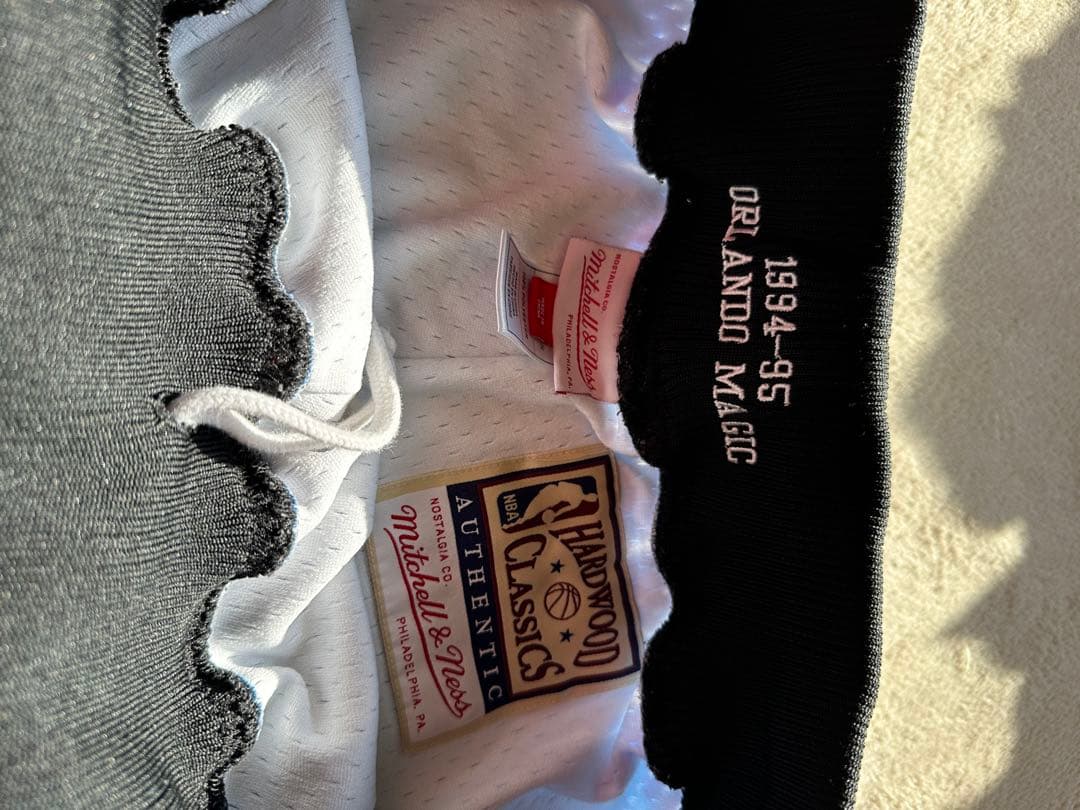 1994–95
ORLANDO MAGIC
NOSTALGIA CO.
Mitchell & Ness
PHILADELPHIA, PA.
HARDWOOD
NBA
CLASSICS
AUTHENTIC
NOSTALGIA CO.
Mitchell & Ness
PHILADELPHIA, PA.